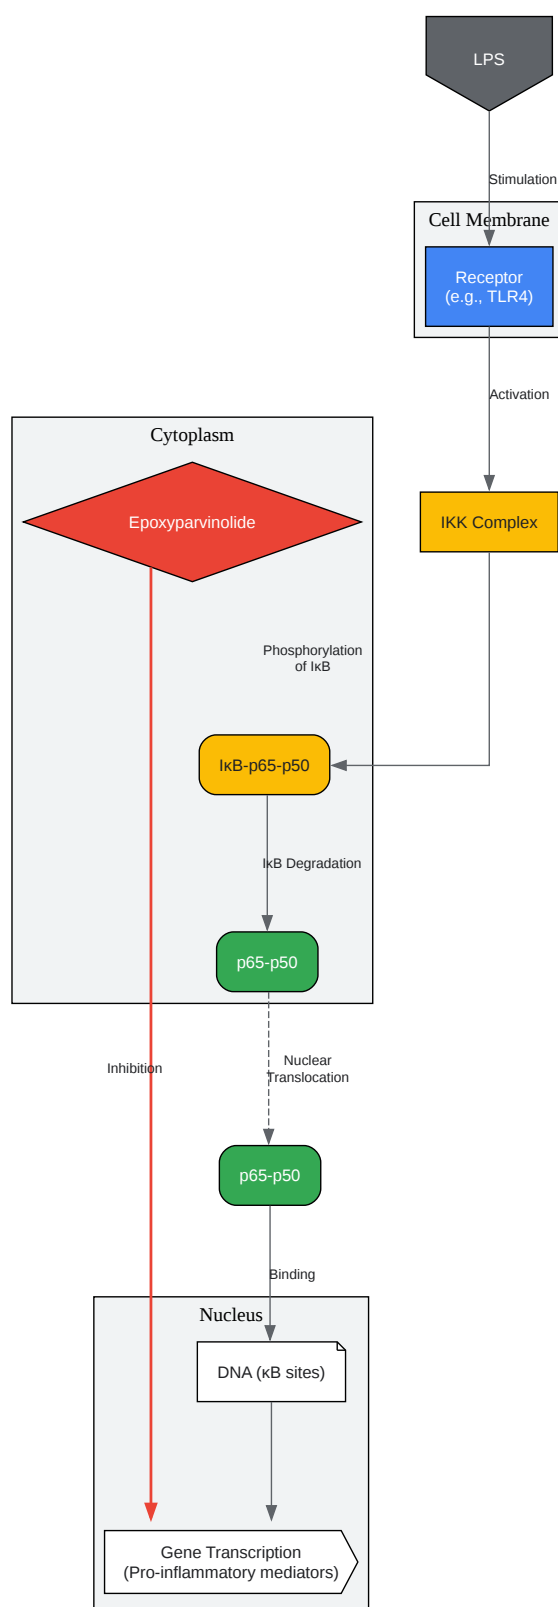 LPS
Stimulation
Cell Membrane
Receptor
(e.g., TLR4)
Activation
Cytoplasm
Epoxyparvinolide
IKK Complex
Phosphorylation
of IκB
IκB-p65-p50
IκB Degradation
p65-p50
Inhibition
Nuclear
Translocation
p65-p50
Binding
Nucleus
DNA (κB sites)
Gene Transcription
(Pro-inflammatory mediators)